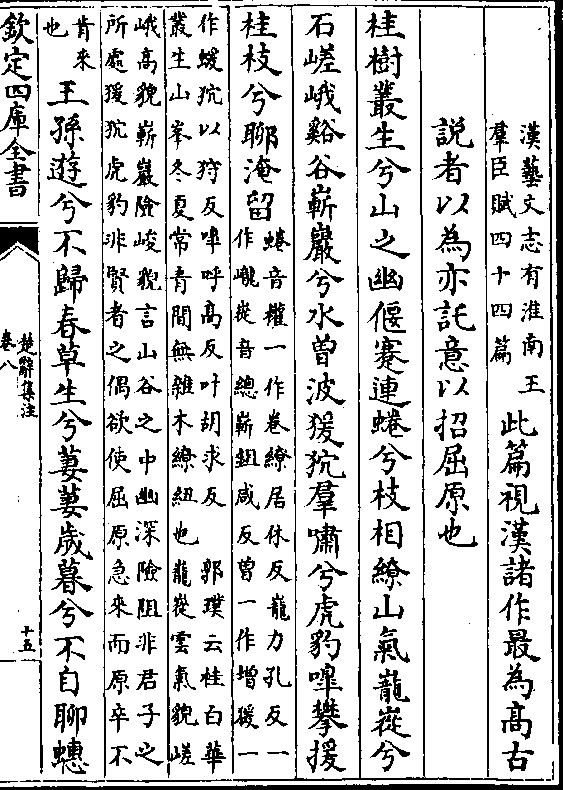 漢藝文志有淮南王
羣臣賦四十四篇
此篇視漢諸作最為高古
說者以為亦託意以招屈原也
桂樹叢生兮山之幽偃蹇連蜷兮枝相繚山氣巃嵸兮
石嵯峨谿谷嶄巖兮水曾波猨狖羣嘯兮虎豹嘷攀援
桂枝兮聊淹留
蜷音權一作卷繚居休反巃力孔反一
作巄嵸音總嶄鉏咸反曾一作增猨一
作蝯狖以狩反嘷呼高反叶胡求反 郭璞云桂白華
叢生山峯冬夏常青間無雜木繚紐也巃嵸雲氣貌嵯
峨高貌嶄巖險峻貌言山谷之中幽深險阻非君子之
所處猨狖虎豹非賢者之偶欲使屈原急來而原卒不
肯來
也
王孫遊兮不歸春草生兮萋萋歲暮兮不自聊蟪
欽定四庫全書
楚辭集注
卷八
十五